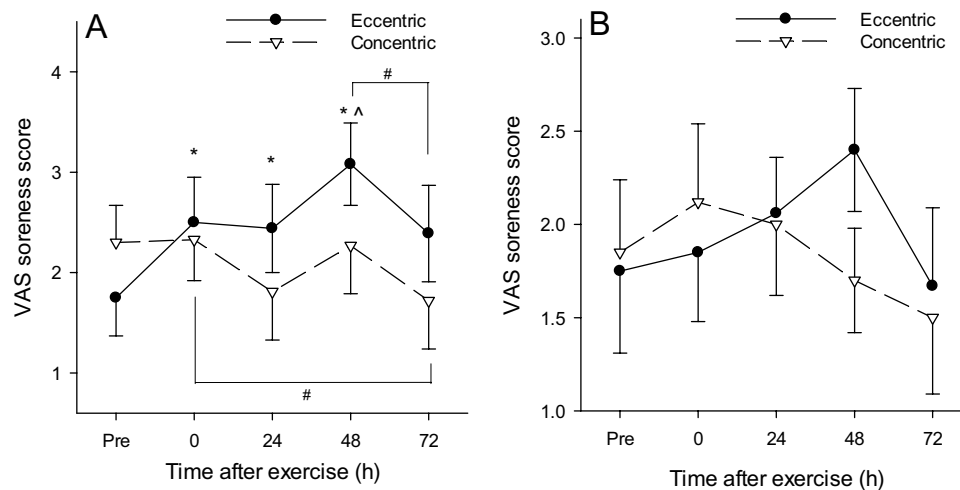 A
Eccentric
Concentric
VAS soreness score
4
3
2
1
#
* ^
*
*
#
Pre 0 24 48 72
Time after exercise (h)
B
Eccentric
Concentric
VAS soreness score
3.0
2.5
2.0
1.5
1.0
Pre 0 24 48 72
Time after exercise (h)